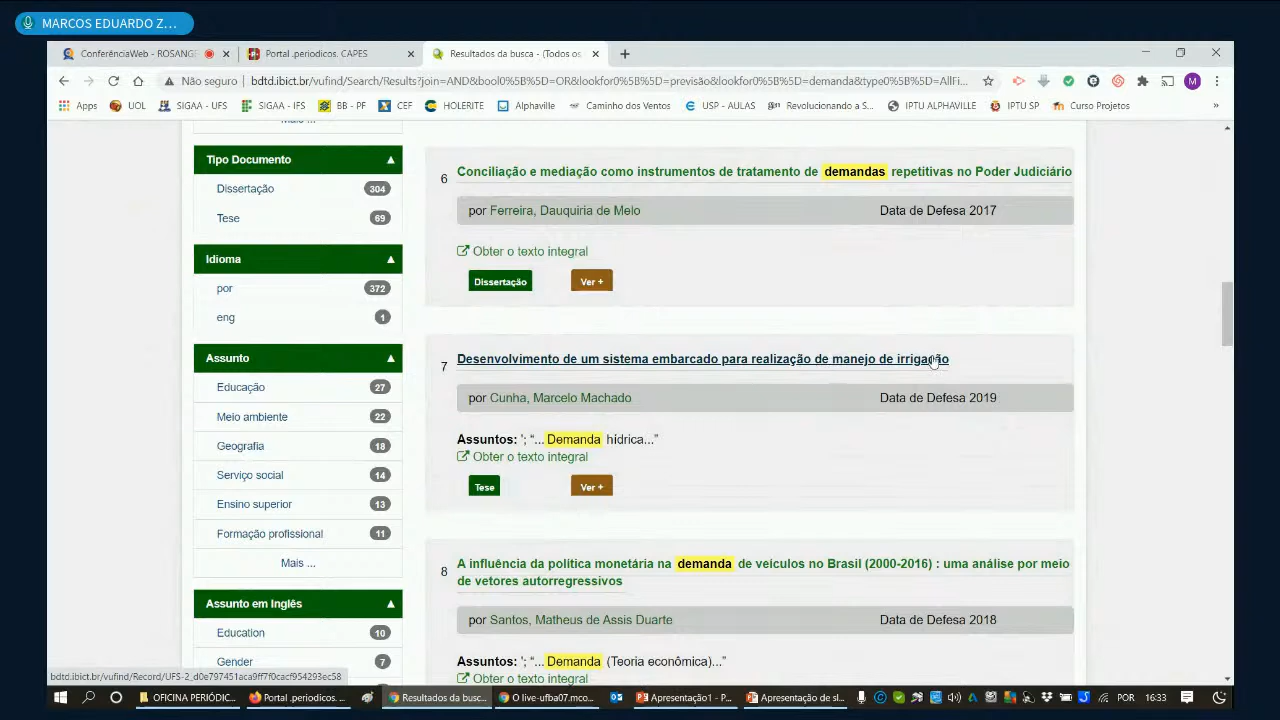 MARCOS EDUARDO Z...
ConferênciaWeb - ROSANGE
Portal .periodicos. CAPES
Resultados da busca - (Todos os
Não seguro
bdtd.ibict.br/vufind/Search/Results?join=AND&bool0%5B%5D=OR&lookfor0%5B%5D=previsão&lookfor0%5B%5D=demanda&type0%5B%5D=AllFi...
M
Apps
UOL
SIGAA - UFS
SIGAA - IFS
BB - PF
CEF
HOLERITE
Alphaville
Caminho dos Ventos
USP - AULAS
Revolucionando a S...
IPTU ALPHAVILLE
IPTU SP
Curso Projetos
»
Mais ...
Tipo Documento
Dissertação 304
Tese 69
Idioma
por 372
eng 1
Assunto
Educação 27
Meio ambiente 22
Geografia 18
Serviço social 14
Ensino superior 13
Formação profissional 11
Mais ...
Assunto em Inglês
Education 10
Gender 7
6
Conciliação e mediação como instrumentos de tratamento de demandas repetitivas no Poder Judiciário
por Ferreira, Dauquiria de Melo Data de Defesa 2017
Obter o texto integral
Dissertação Ver +
7
Desenvolvimento de um sistema embarcado para realização de manejo de irrigação
por Cunha, Marcelo Machado Data de Defesa 2019
Assuntos: '; “... Demanda hídrica...”
Obter o texto integral
Tese Ver +
8
A influência da política monetária na demanda de veículos no Brasil (2000-2016) : uma análise por meio
de vetores autorregressivos
por Santos, Matheus de Assis Duarte Data de Defesa 2018
Assuntos: '; “... Demanda (Teoria econômica)...”
Obter o texto integral
bdtd.ibict.br/vufind/Record/UFS-2_d0e797451aca9ff7f0cacf954293ec58
OFICINA PERIÓDIC...
Portal .periodicos. ...
Resultados da busc...
O live-ufba07.mco...
Apresentação1 - P...
Apresentação de sl...
POR
16:33